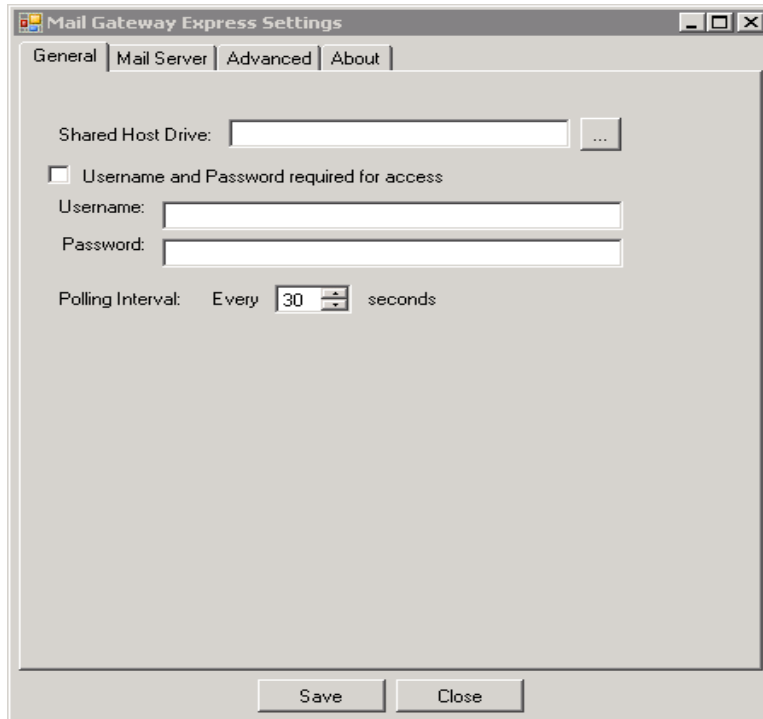 Mail Gateway Express Settings
General Mail Server Advanced About
Shared Host Drive: ...
Username and Password required for access
Username:
Password:
Polling Interval: Every 30 seconds
Save Close